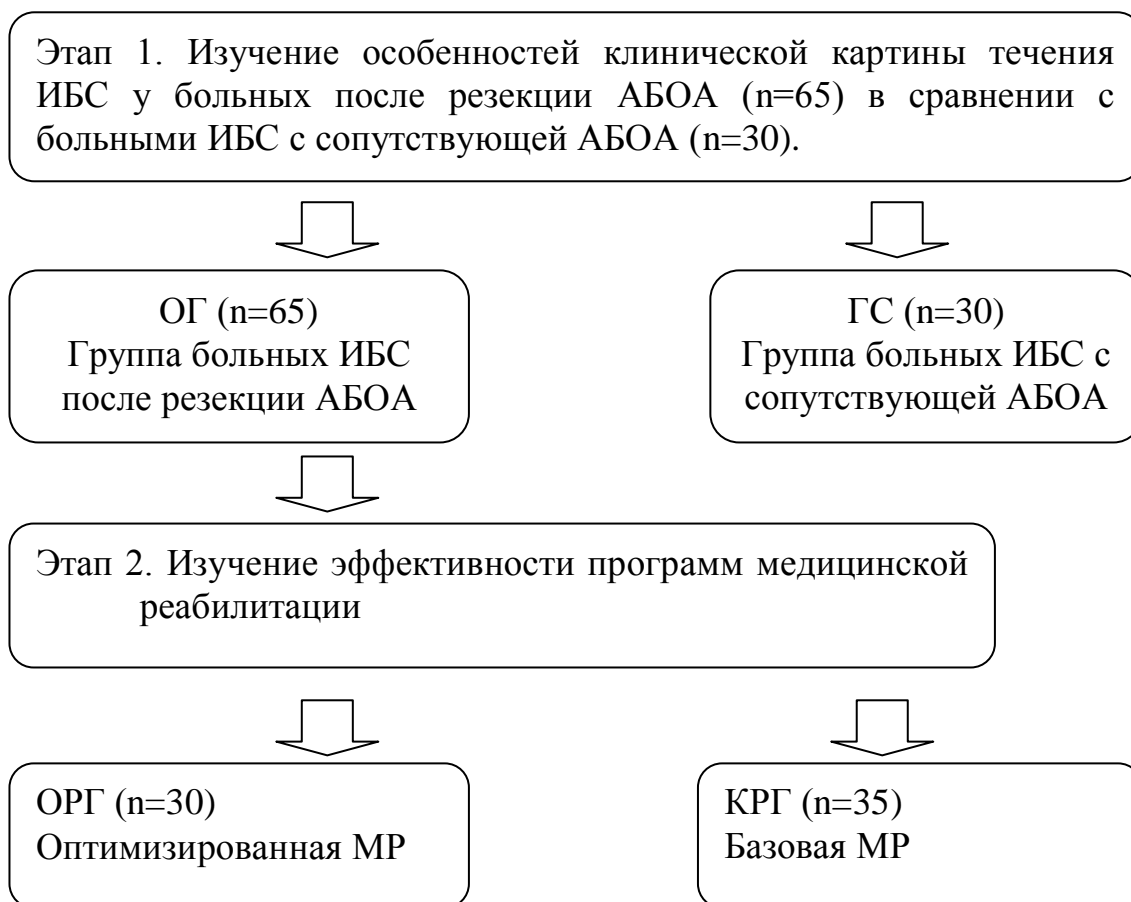 Этап 1. Изучение особенностей клинической картины течения
ИБС у больных после резекции АБОА (n=65) в сравнении с
больными ИБС с сопутствующей АБОА (n=30).
ОГ (n=65)
Группа больных ИБС
после резекции АБОА
ГС (n=30)
Группа больных ИБС с
сопутствующей АБОА
Этап 2. Изучение эффективности программ медицинской
реабилитации
ОРГ (n=30)
Оптимизированная МР
КРГ (n=35)
Базовая МР